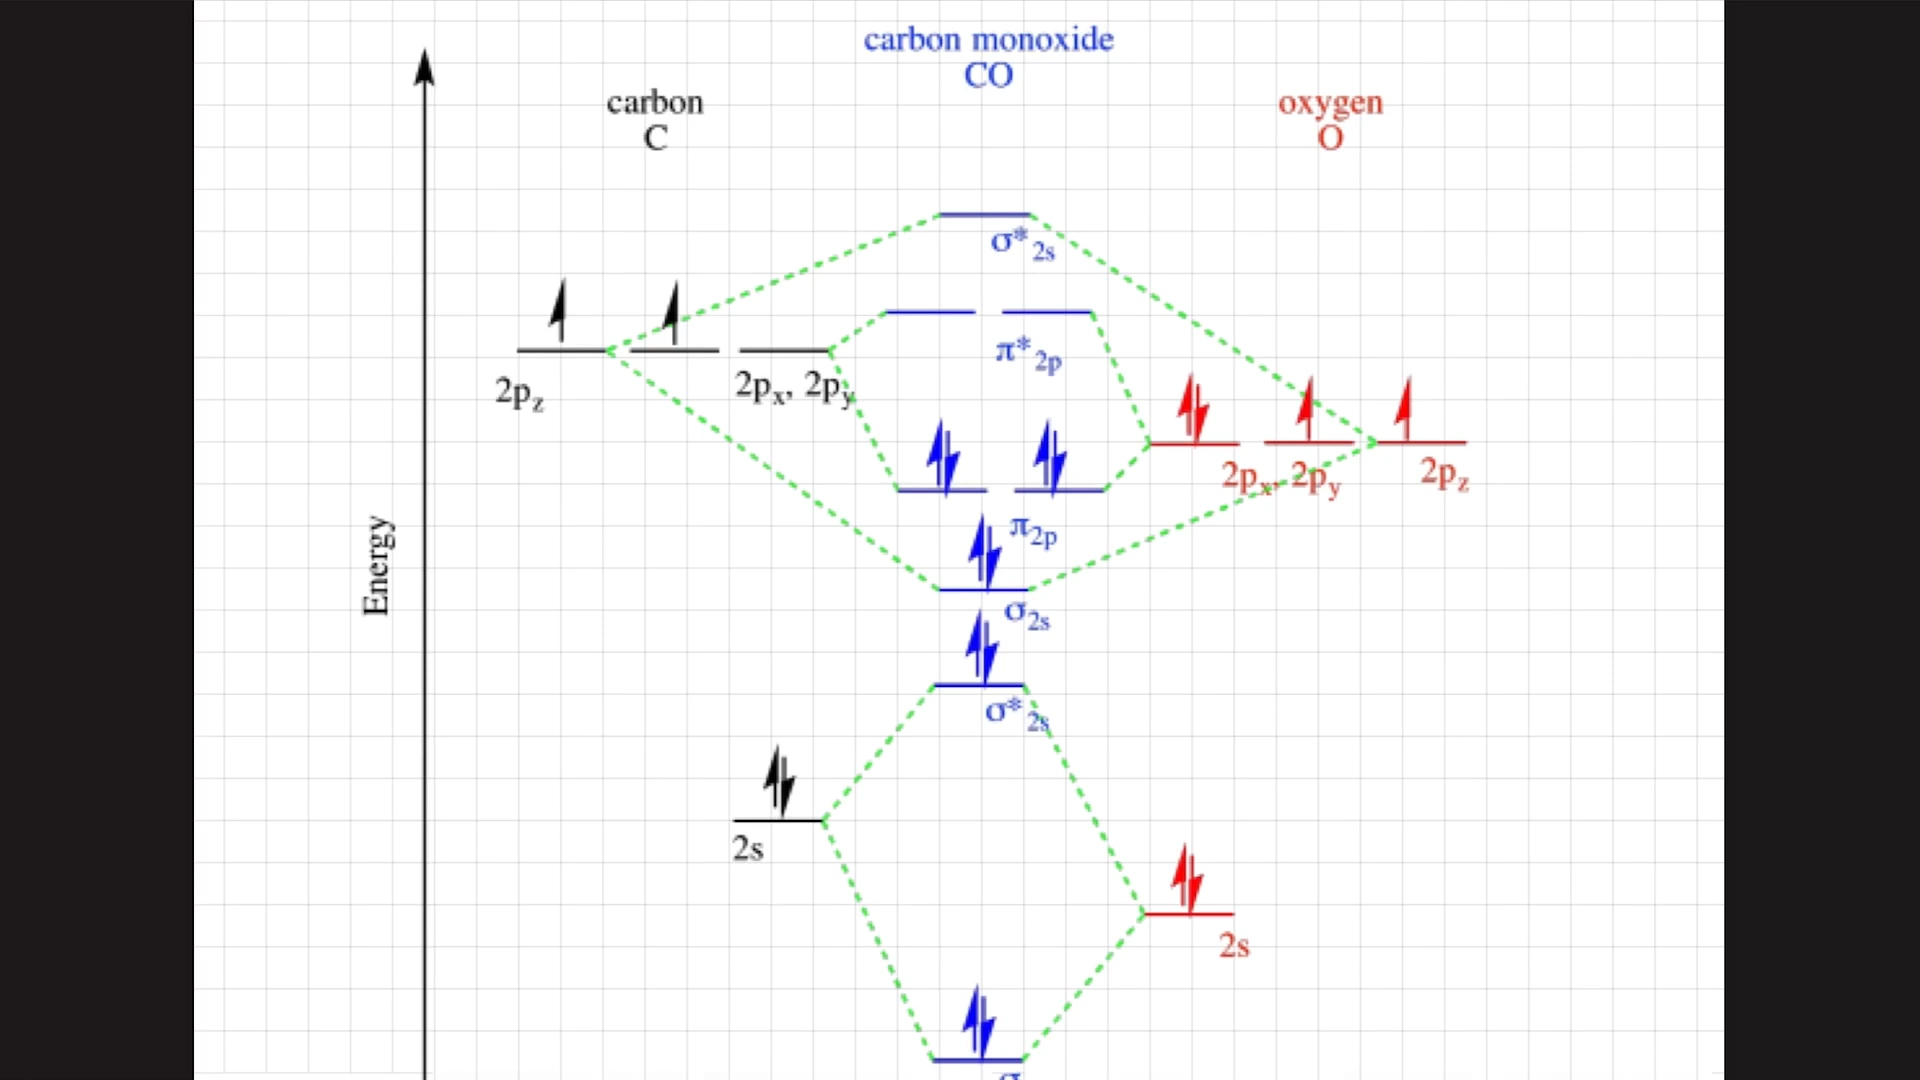 carbon monoxide
CO
carbon
C
oxygen
O
σ*2s
π*2p
2pz
2px, 2py
2px, 2py
2pz
π2p
Energy
σ2s
σ*2s
2s
2s
σ